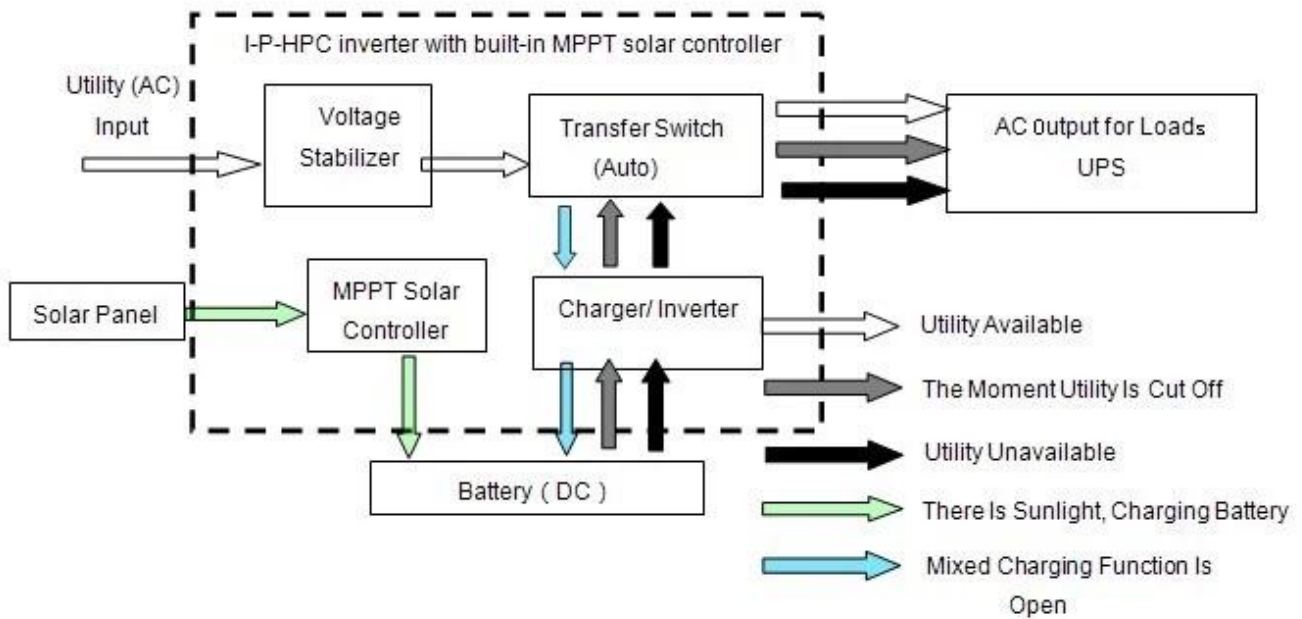 I-P-HPC inverter with built-in MPPT solar controller
Utility (AC)
Input
Voltage
Stabilizer
Transfer Switch
(Auto)
AC Output for Loads
UPS
Solar Panel
MPPT Solar
Controller
Charger/ Inverter
Battery ( DC )
Utility Available
The Moment Utility Is Cut Off
Utility Unavailable
There Is Sunlight, Charging Battery
Mixed Charging Function Is
Open